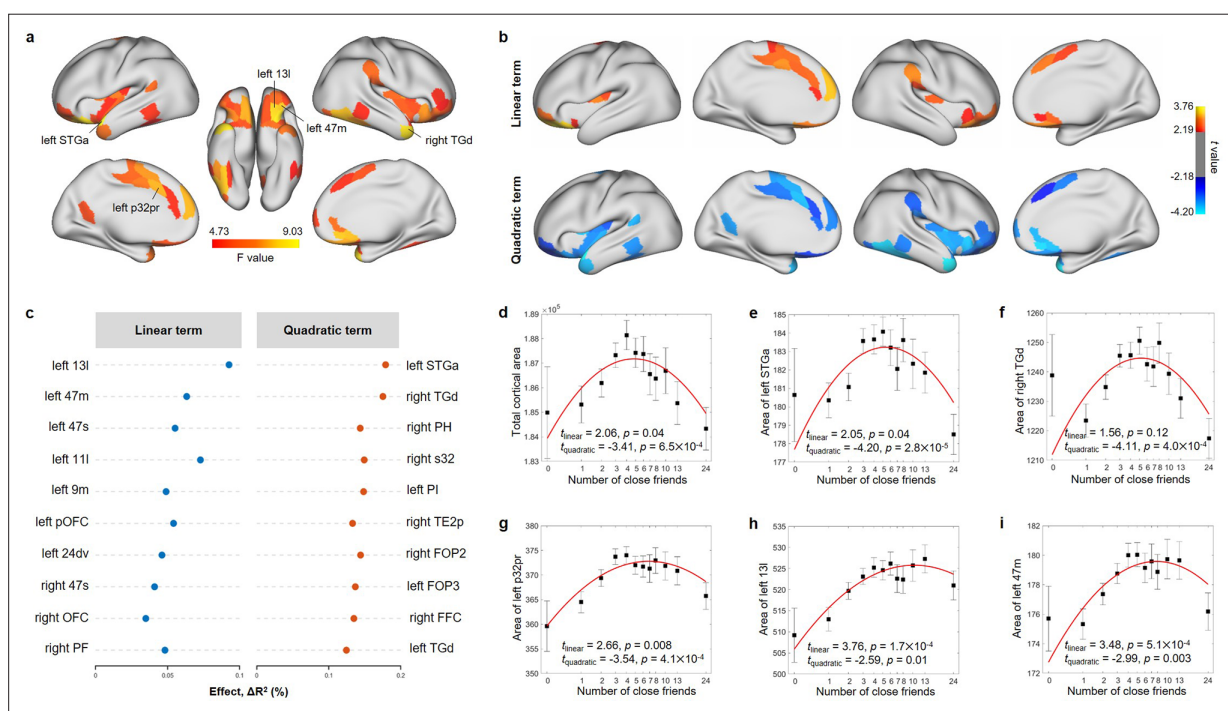 a
left 13l
left STGa
left 47m
right TGd
left p32pr
4.73 9.03
F value
b
Linear term
Quadratic term
3.76
2.19
-2.18
-4.20
t value
c
Linear term Quadratic term
left 13l left STGa
left 47m right TGd
left 47s right PH
left 11l right s32
left 9m left PI
left pOFC right TE2p
left 24dv right FOP2
right 47s left FOP3
right OFC right FFC
right PF left TGd
0 0.05 0.1 0 0.1 0.2
Effect, ΔR² (%)
d
×10⁵
1.89
1.88
1.87
1.86
1.85
1.84
1.83
Total cortical area
tlinear = 2.06, p = 0.04
tquadratic = -3.41, p = 6.5×10⁻⁴
0 1 2 3 4 5 6 7 8 10 13 24
Number of close friends
e
185
184
183
182
181
180
179
178
177
Area of left STGa
tlinear = 2.05, p = 0.04
tquadratic = -4.20, p = 2.8×10⁻⁵
0 1 2 3 4 5 6 7 8 10 13 24
Number of close friends
f
1260
1250
1240
1230
1220
1210
Area of right TGd
tlinear = 1.56, p = 0.12
tquadratic = -4.11, p = 4.0×10⁻⁴
0 1 2 3 4 5 6 7 8 10 13 24
Number of close friends
g
380
375
370
365
360
355
350
Area of left p32pr
tlinear = 2.66, p = 0.008
tquadratic = -3.54, p = 4.1×10⁻⁴
0 1 2 3 4 5 6 7 8 10 13 24
Number of close friends
h
535
530
525
520
515
510
505
500
Area of left 13l
tlinear = 3.76, p = 1.7×10⁻⁴
tquadratic = -2.59, p = 0.01
0 1 2 3 4 5 6 7 8 10 13 24
Number of close friends
i
182
180
178
176
174
172
Area of left 47m
tlinear = 3.48, p = 5.1×10⁻⁴
tquadratic = -2.99, p = 0.003
0 1 2 3 4 5 6 7 8 10 13 24
Number of close friends